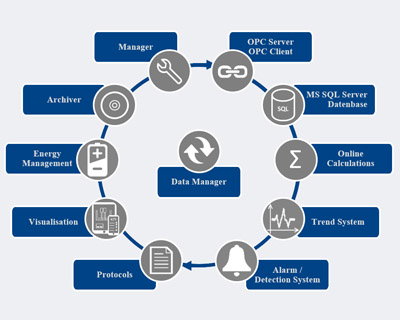 Manager
OPC Server
OPC Client
Archiver
MS SQL Server
Datenbase
SQL
Energy
Management
Online
Calculations
Data Manager
Visualisation
Trend System
Protocols
Alarm /
Detection System